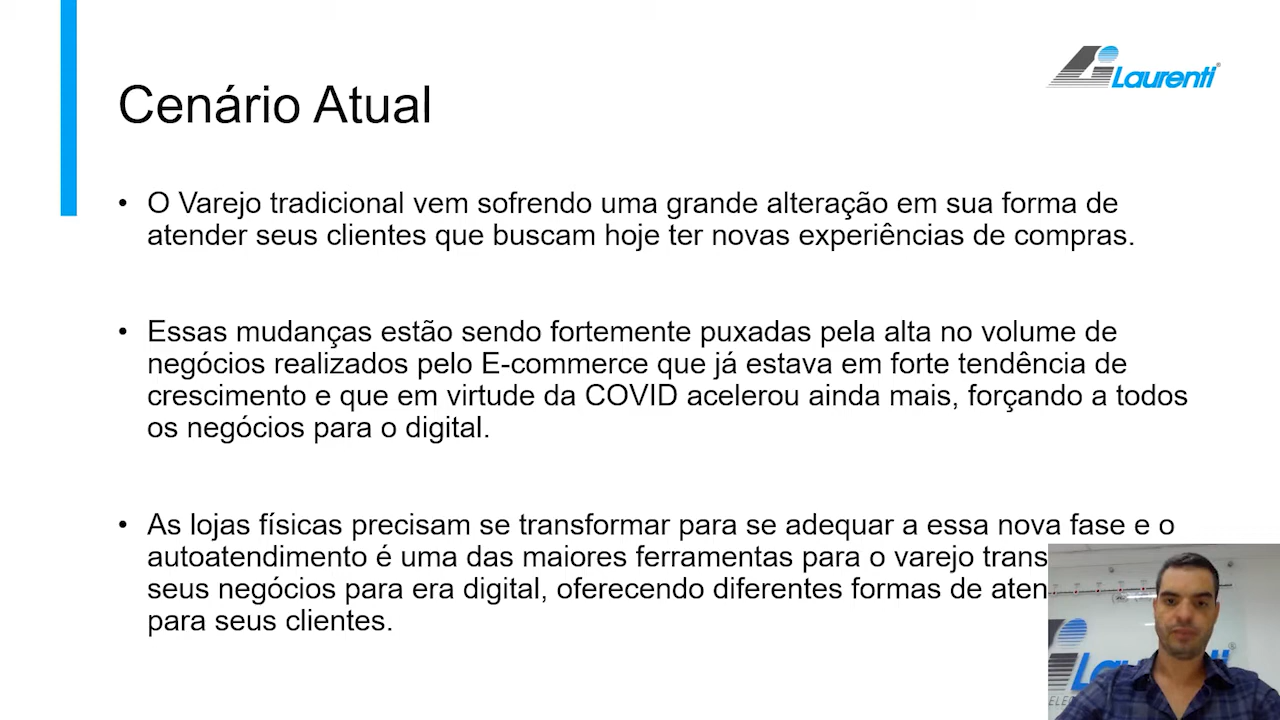 Laurenti
Cenário Atual
• O Varejo tradicional vem sofrendo uma grande alteração em sua forma de
atender seus clientes que buscam hoje ter novas experiências de compras.
• Essas mudanças estão sendo fortemente puxadas pela alta no volume de
negócios realizados pelo E-commerce que já estava em forte tendência de
crescimento e que em virtude da COVID acelerou ainda mais, forçando a todos
os negócios para o digital.
• As lojas físicas precisam se transformar para se adequar a essa nova fase e o
autoatendimento é uma das maiores ferramentas para o varejo
seus negócios para era digital, oferecendo diferentes formas de
para seus clientes.